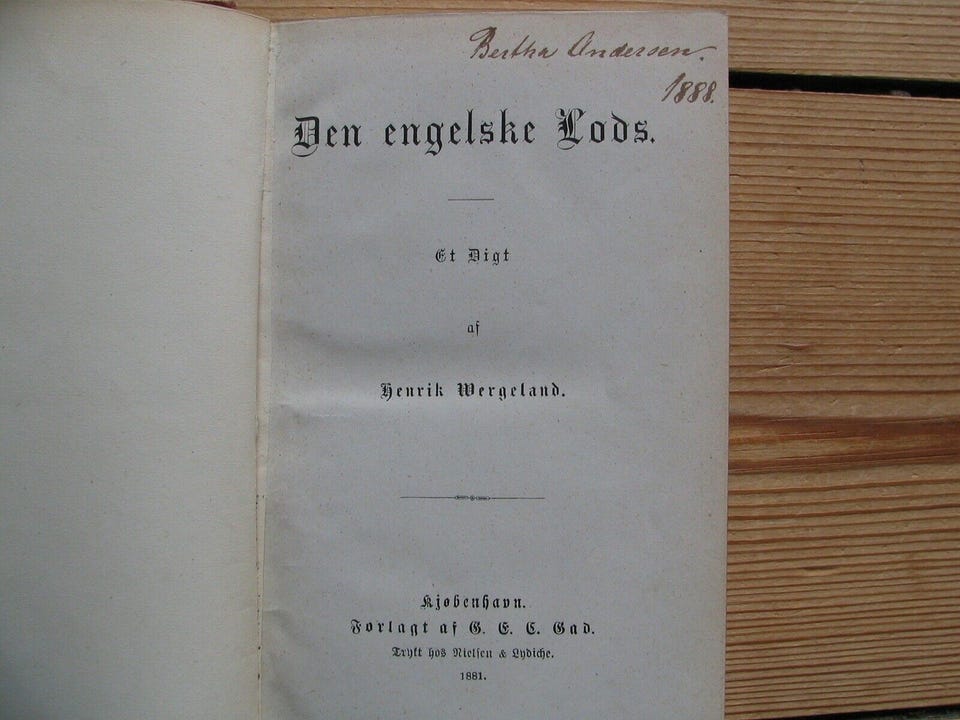 Bertha Andersen.
1888.
Den engelske Lods.
Et Digt
af
Henrik Wergeland.
Kjøbenhavn.
Forlagt af G. E. C. Gad.
Trykt hos Nielsen & Lydiche.
1881.